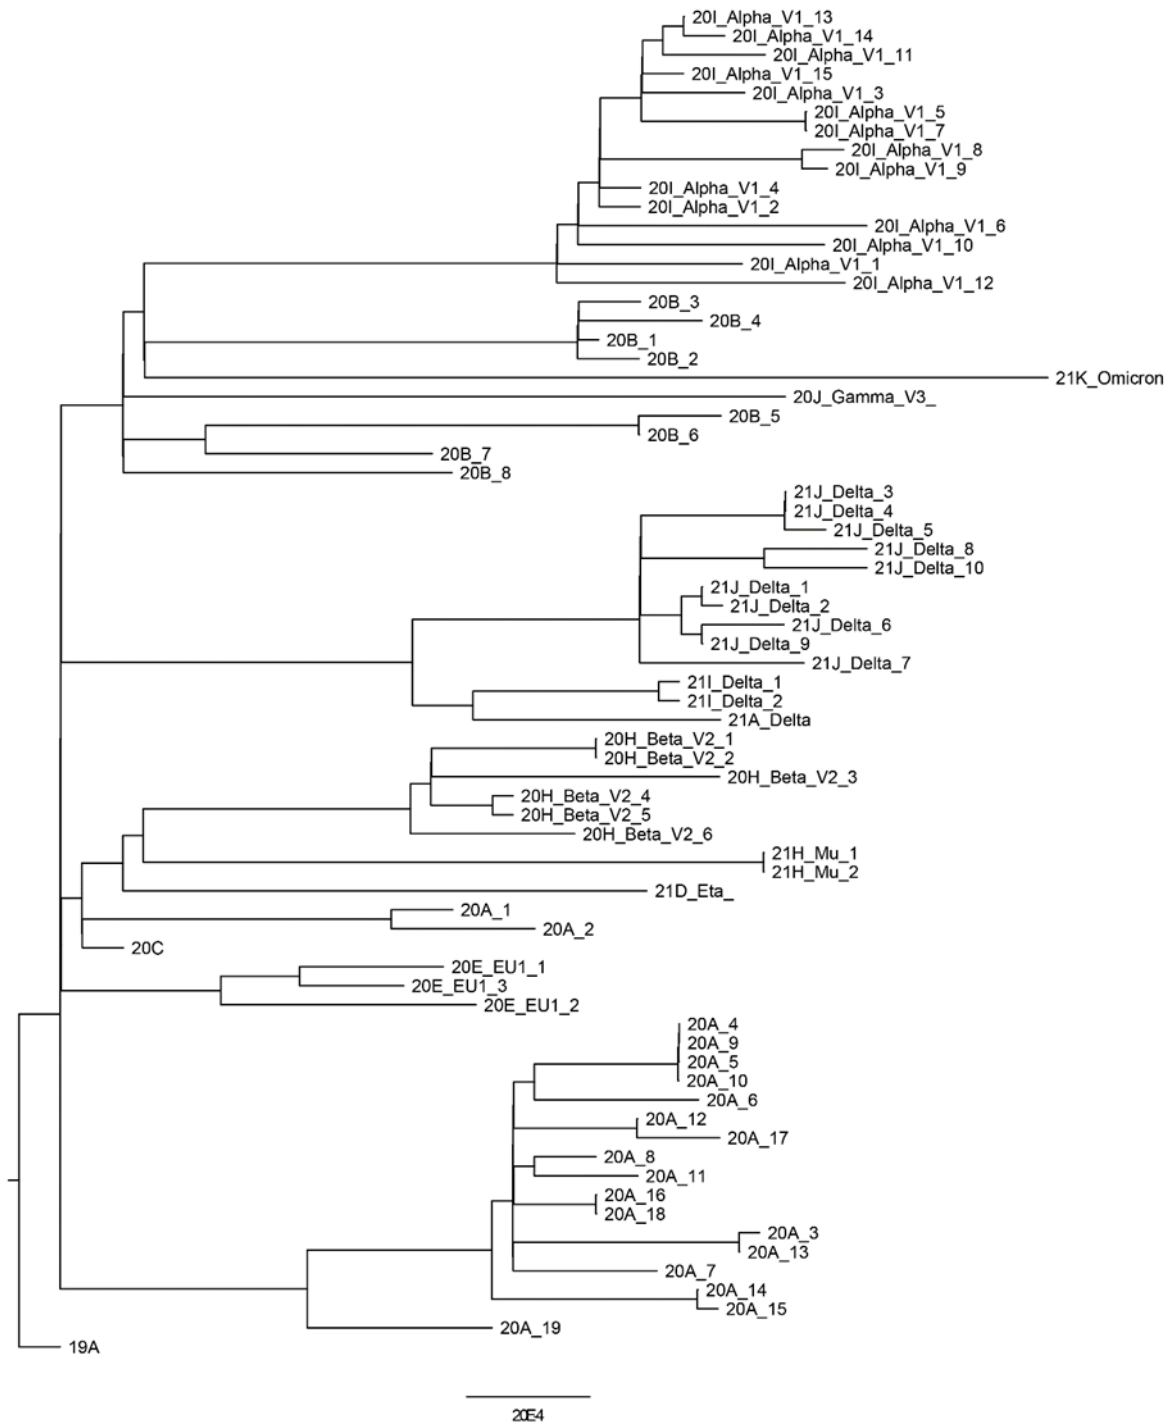 20I_Alpha_V1_13
20I_Alpha_V1_14
20I_Alpha_V1_11
20I_Alpha_V1_15
20I_Alpha_V1_3
20I_Alpha_V1_5
20I_Alpha_V1_7
20I_Alpha_V1_8
20I_Alpha_V1_9
20I_Alpha_V1_4
20I_Alpha_V1_2
20I_Alpha_V1_6
20I_Alpha_V1_10
20I_Alpha_V1_1
20I_Alpha_V1_12
20B_3
20B_4
20B_1
20B_2
21K_Omicron
20J_Gamma_V3_
20B_5
20B_6
20B_7
20B_8
21J_Delta_3
21J_Delta_4
21J_Delta_5
21J_Delta_8
21J_Delta_10
21J_Delta_1
21J_Delta_2
21J_Delta_6
21J_Delta_9
21J_Delta_7
21I_Delta_1
21I_Delta_2
21A_Delta
20H_Beta_V2_1
20H_Beta_V2_2
20H_Beta_V2_3
20H_Beta_V2_4
20H_Beta_V2_5
20H_Beta_V2_6
21H_Mu_1
21H_Mu_2
21D_Eta_
20A_1
20A_2
20C
20E_EU1_1
20E_EU1_3
20E_EU1_2
20A_4
20A_9
20A_5
20A_10
20A_6
20A_12
20A_17
20A_8
20A_11
20A_16
20A_18
20A_3
20A_13
20A_7
20A_14
20A_15
20A_19
19A
2.0E-4